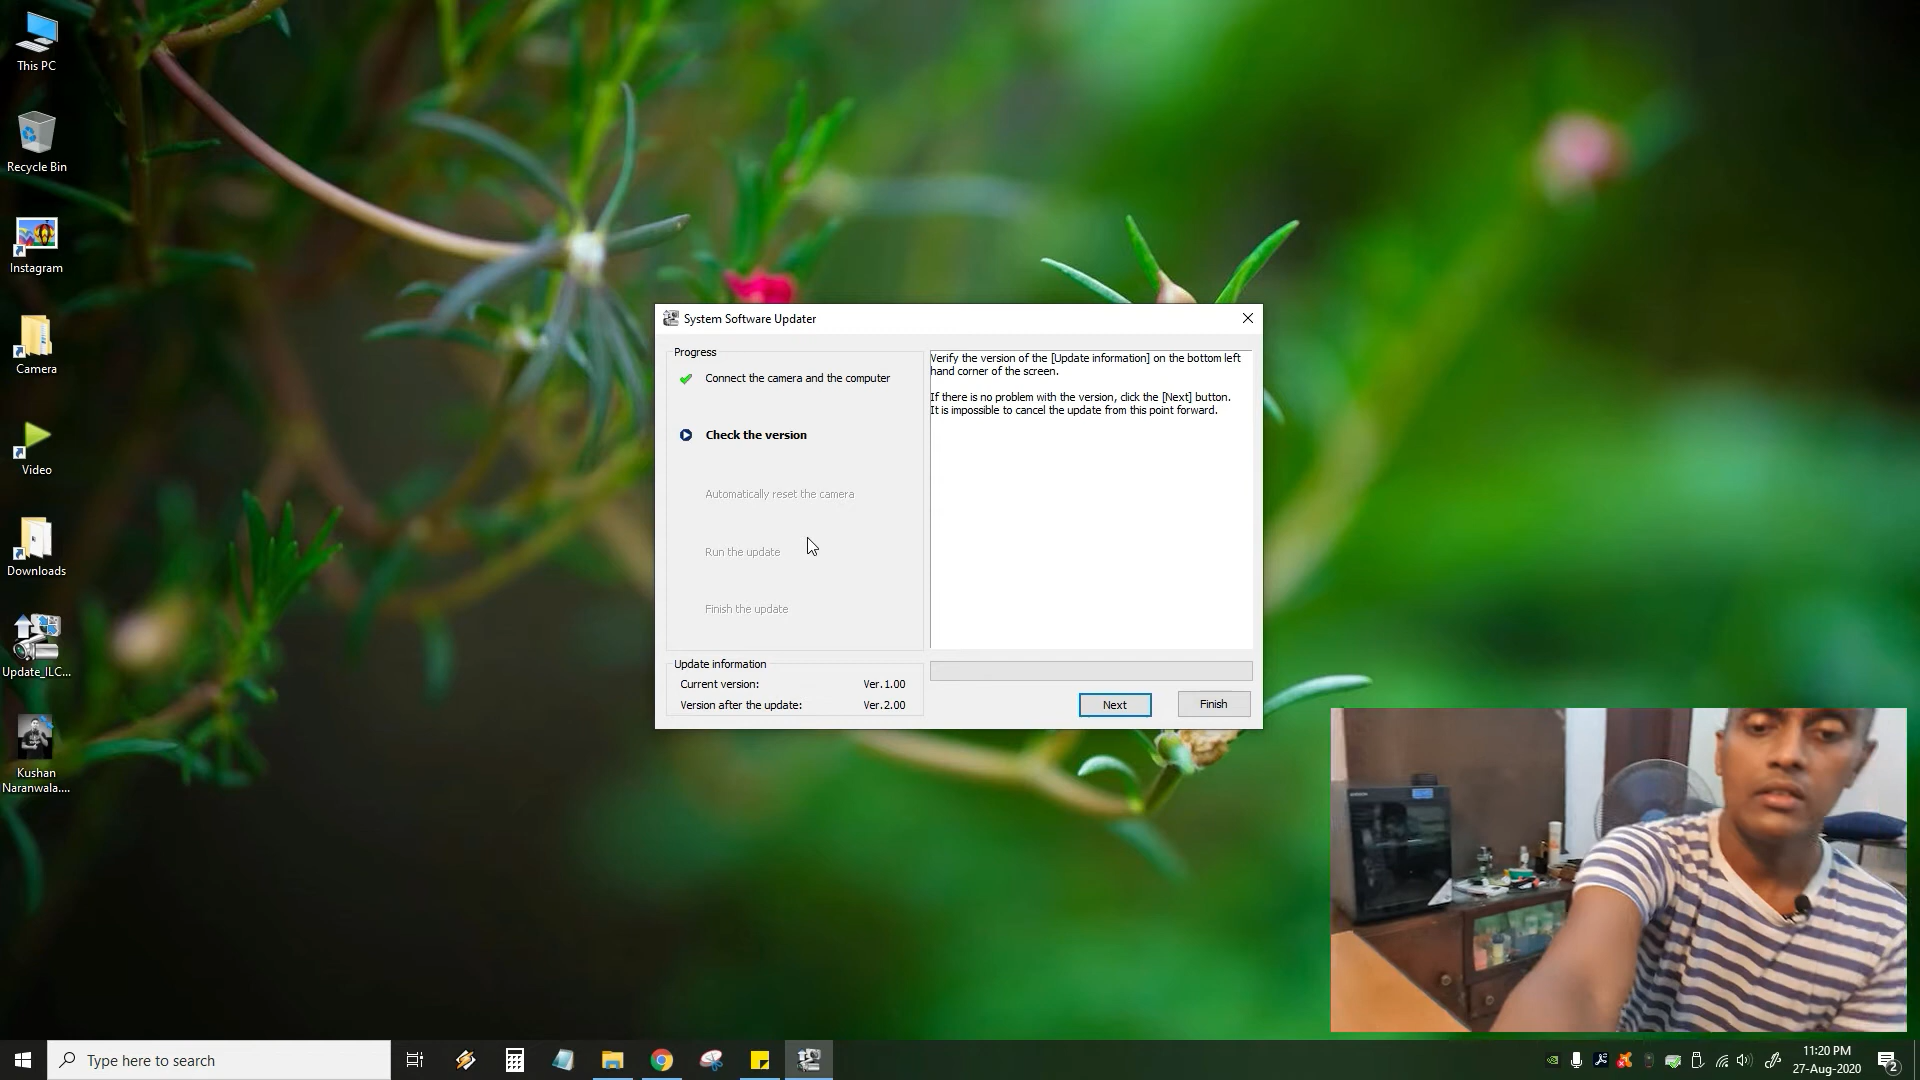 This PC
Recycle Bin
Instagram
Camera
Video
Downloads
Update_ILC...
Kushan
Naranwala....
System Software Updater
Progress
Connect the camera and the computer
Check the version
Automatically reset the camera
Run the update
Finish the update
Verify the version of the [Update information] on the bottom left
hand corner of the screen.
If there is no problem with the version, click the [Next] button.
It is impossible to cancel the update from this point forward.
Update information
Current version: Ver.1.00
Version after the update: Ver.2.00
Next
Finish
Type here to search
11:20 PM
27-Aug-2020
2